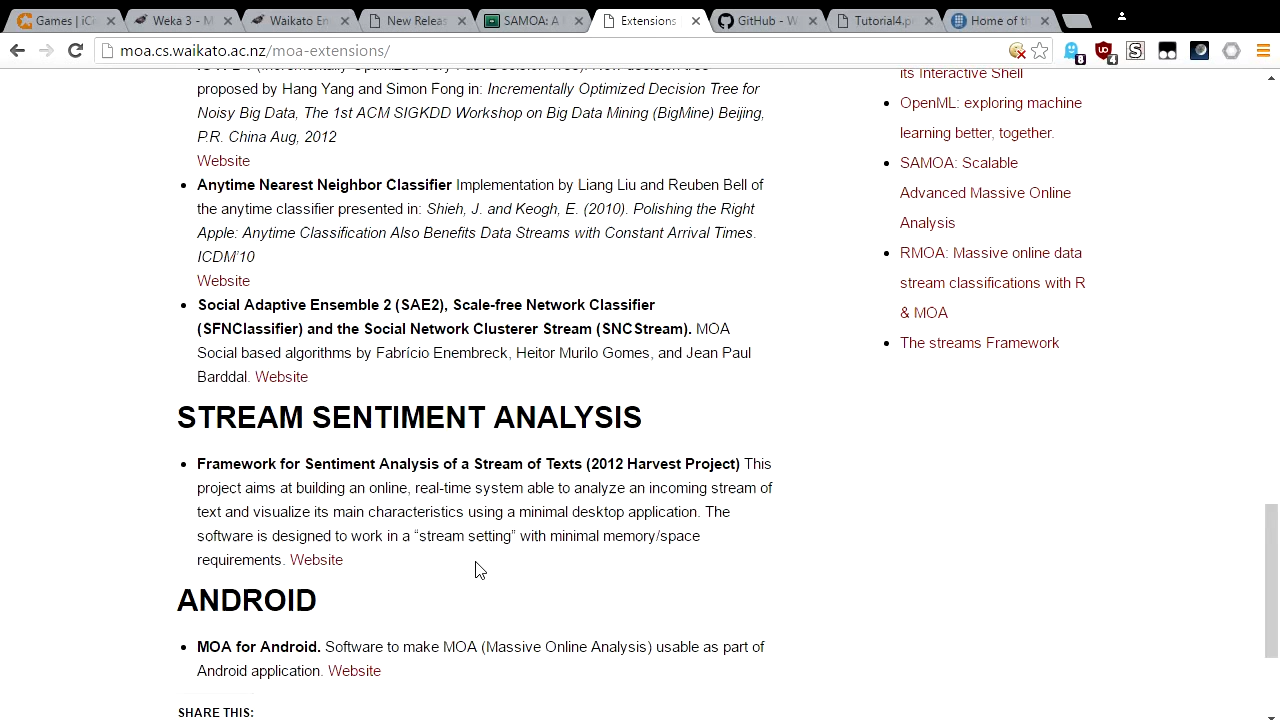 Games | iCi
Weka 3 - M
Waikato En
New Relea
SAMOA: A
Extensions
GitHub - W
Tutorial4.p
Home of th
moa.cs.waikato.ac.nz/moa-extensions/
8
4
proposed by Hang Yang and Simon Fong in: Incrementally Optimized Decision Tree for
Noisy Big Data, The 1st ACM SIGKDD Workshop on Big Data Mining (BigMine) Beijing,
P.R. China Aug, 2012
Website
Anytime Nearest Neighbor Classifier Implementation by Liang Liu and Reuben Bell of
the anytime classifier presented in: Shieh, J. and Keogh, E. (2010). Polishing the Right
Apple: Anytime Classification Also Benefits Data Streams with Constant Arrival Times.
ICDM'10
Website
Social Adaptive Ensemble 2 (SAE2), Scale-free Network Classifier
(SFNClassifier) and the Social Network Clusterer Stream (SNCStream). MOA
Social based algorithms by Fabrício Enembreck, Heitor Murilo Gomes, and Jean Paul
Barddal. Website
STREAM SENTIMENT ANALYSIS
Framework for Sentiment Analysis of a Stream of Texts (2012 Harvest Project) This
project aims at building an online, real-time system able to analyze an incoming stream of
text and visualize its main characteristics using a minimal desktop application. The
software is designed to work in a “stream setting” with minimal memory/space
requirements. Website
ANDROID
MOA for Android. Software to make MOA (Massive Online Analysis) usable as part of
Android application. Website
SHARE THIS:
its Interactive Shell
OpenML: exploring machine
learning better, together.
SAMOA: Scalable
Advanced Massive Online
Analysis
RMOA: Massive online data
stream classifications with R
& MOA
The streams Framework